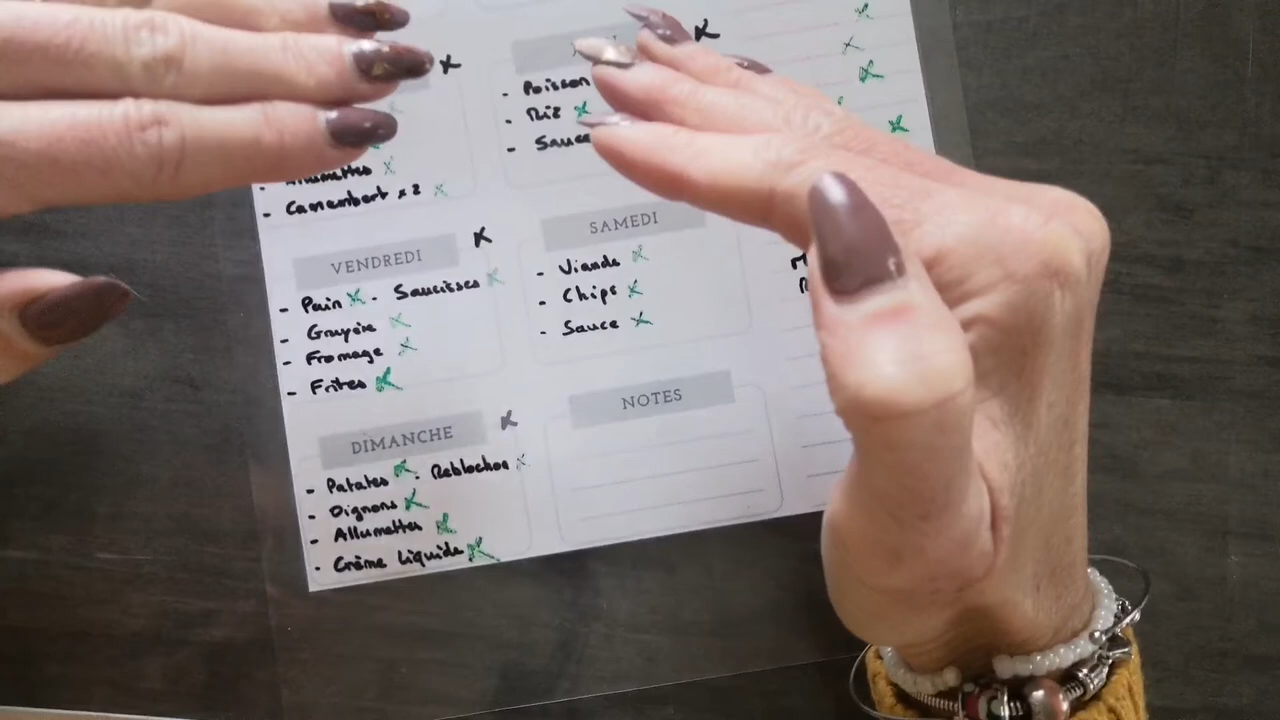 - Allumettes
- Camembert x 2
- Poisson
- Riz
- Sauce
VENDREDI
- Pain - Saucisses
- Gruyère
- Fromage
- Frites
SAMEDI
- Viande
- Chips
- Sauce
DIMANCHE
- Patates - Reblochon
- Oignons
- Allumettes
- Crème Liquide
NOTES